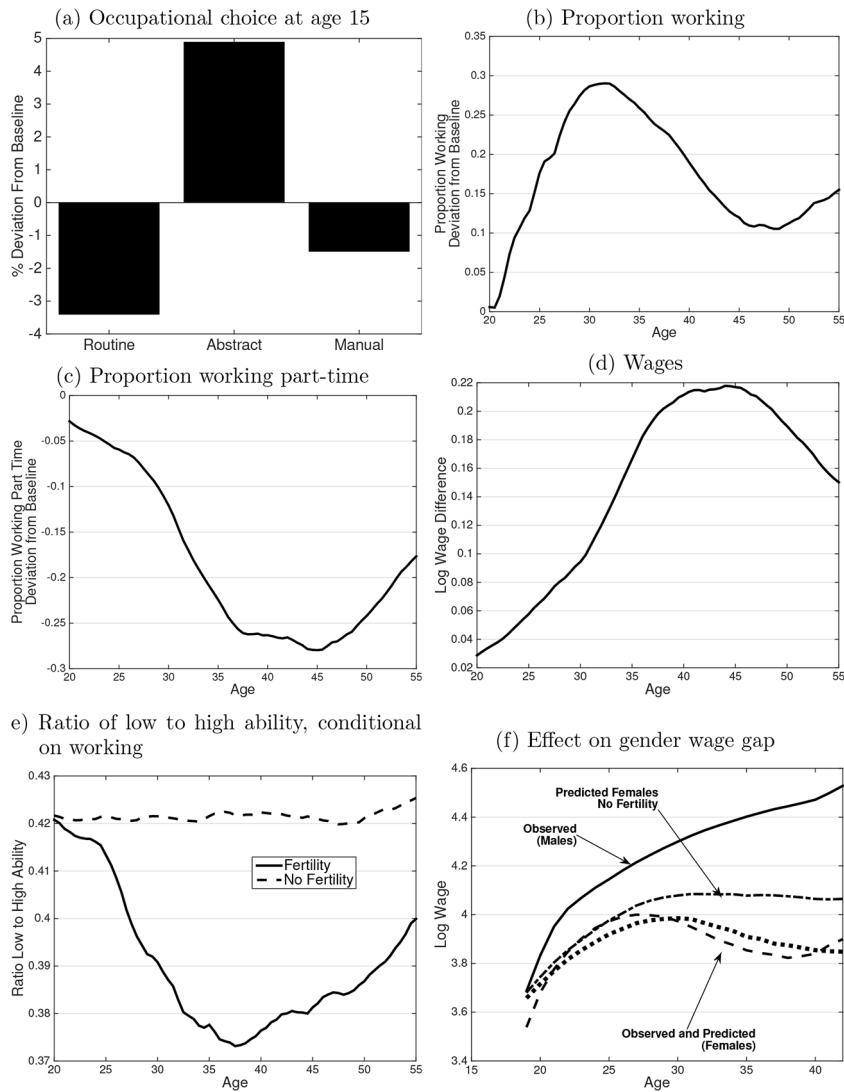 (a) Occupational choice at age 15
% Deviation From Baseline
5
4
3
2
1
0
-1
-2
-3
-4
Routine
Abstract
Manual
(b) Proportion working
Proportion Working
Deviation from Baseline
0.35
0.3
0.25
0.2
0.15
0.1
0.05
0
20
25
30
35
40
45
50
55
Age
(c) Proportion working part-time
Proportion Working Part Time
Deviation from Baseline
0
-0.05
-0.1
-0.15
-0.2
-0.25
-0.3
20
25
30
35
40
45
50
55
Age
(d) Wages
Log Wage Difference
0.22
0.2
0.18
0.16
0.14
0.12
0.1
0.08
0.06
0.04
0.02
20
25
30
35
40
45
50
55
Age
e) Ratio of low to high ability, conditional
on working
Ratio Low to High Ability
0.43
0.42
0.41
0.4
0.39
0.38
0.37
Fertility
No Fertility
20
25
30
35
40
45
50
55
Age
(f) Effect on gender wage gap
Log Wage
4.6
4.4
4.2
4
3.8
3.6
3.4
Predicted Females
No Fertility
Observed
(Males)
Observed and Predicted
(Females)
15
20
25
30
35
40
Age